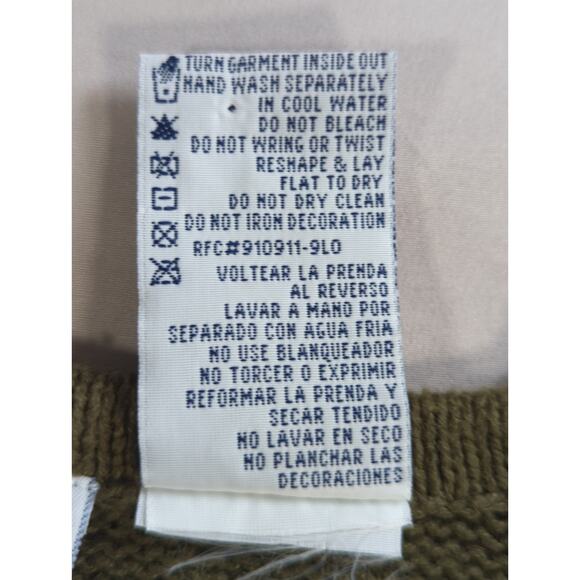 TURN GARMENT INSIDE OUT
HAND WASH SEPARATELY
IN COOL WATER
DO NOT BLEACH
DO NOT WRING OR TWIST
RESHAPE & LAY
FLAT TO DRY
DO NOT DRY CLEAN
DO NOT IRON DECORATION
RFC#910911-9L0
VOLTEAR LA PRENDA
AL REVERSO
LAVAR A MANO POR
SEPARADO CON AGUA FRIA
NO USE BLANQUEADOR
NO TORCER O EXPRIMIR
REFORMAR LA PRENDA Y
SECAR TENDIDO
NO LAVAR EN SECO
NO PLANCHAR LAS
DECORACIONES